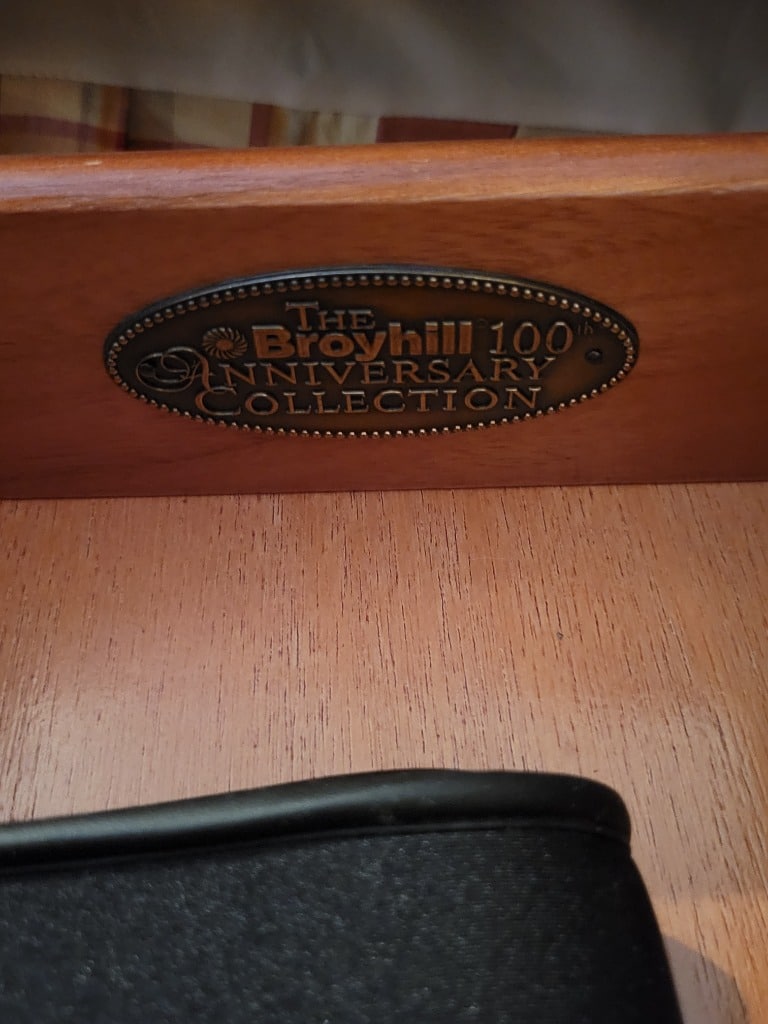 THE
Broyhill® 100th
ANNIVERSARY
COLLECTION